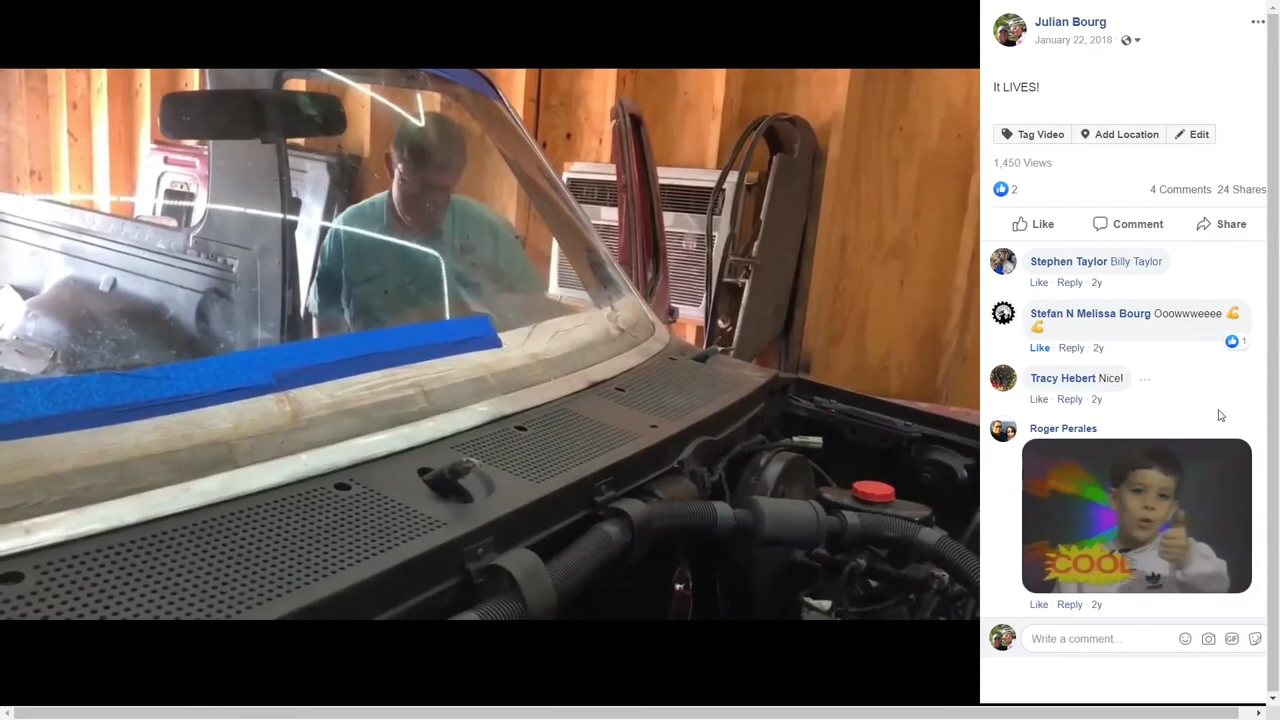 Julian Bourg
January 22, 2018
It LIVES!
Tag Video Add Location Edit
1,450 Views
2 4 Comments 24 Shares
Like Comment Share
Stephen Taylor Billy Taylor
Like · Reply · 2y
Stefan N Melissa Bourg Ooowwweeee 💪
💪
1
Like · Reply · 2y
Tracy Hebert Nice!
Like · Reply · 2y
Roger Perales
COOL
Like · Reply · 2y
Write a comment...
GIF